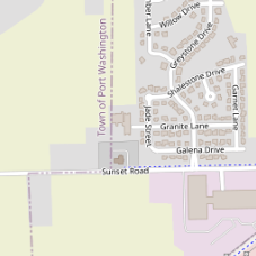 Willow Drive
Greystone Drive
Shalestone Drive
Garnet Lane
Jade Street
Granite Lane
Galena Drive
Sunset Road
Town of Port Washington